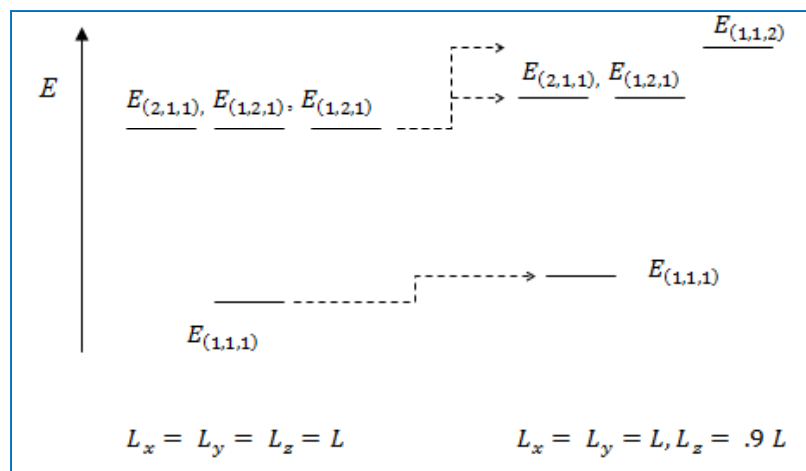 E(1,1,2)
E
E(2,1,1), E(1,2,1), E(1,2,1)
E(2,1,1), E(1,2,1)
E(1,1,1)
E(1,1,1)
Lx = Ly = Lz = L
Lx = Ly = L, Lz = .9 L